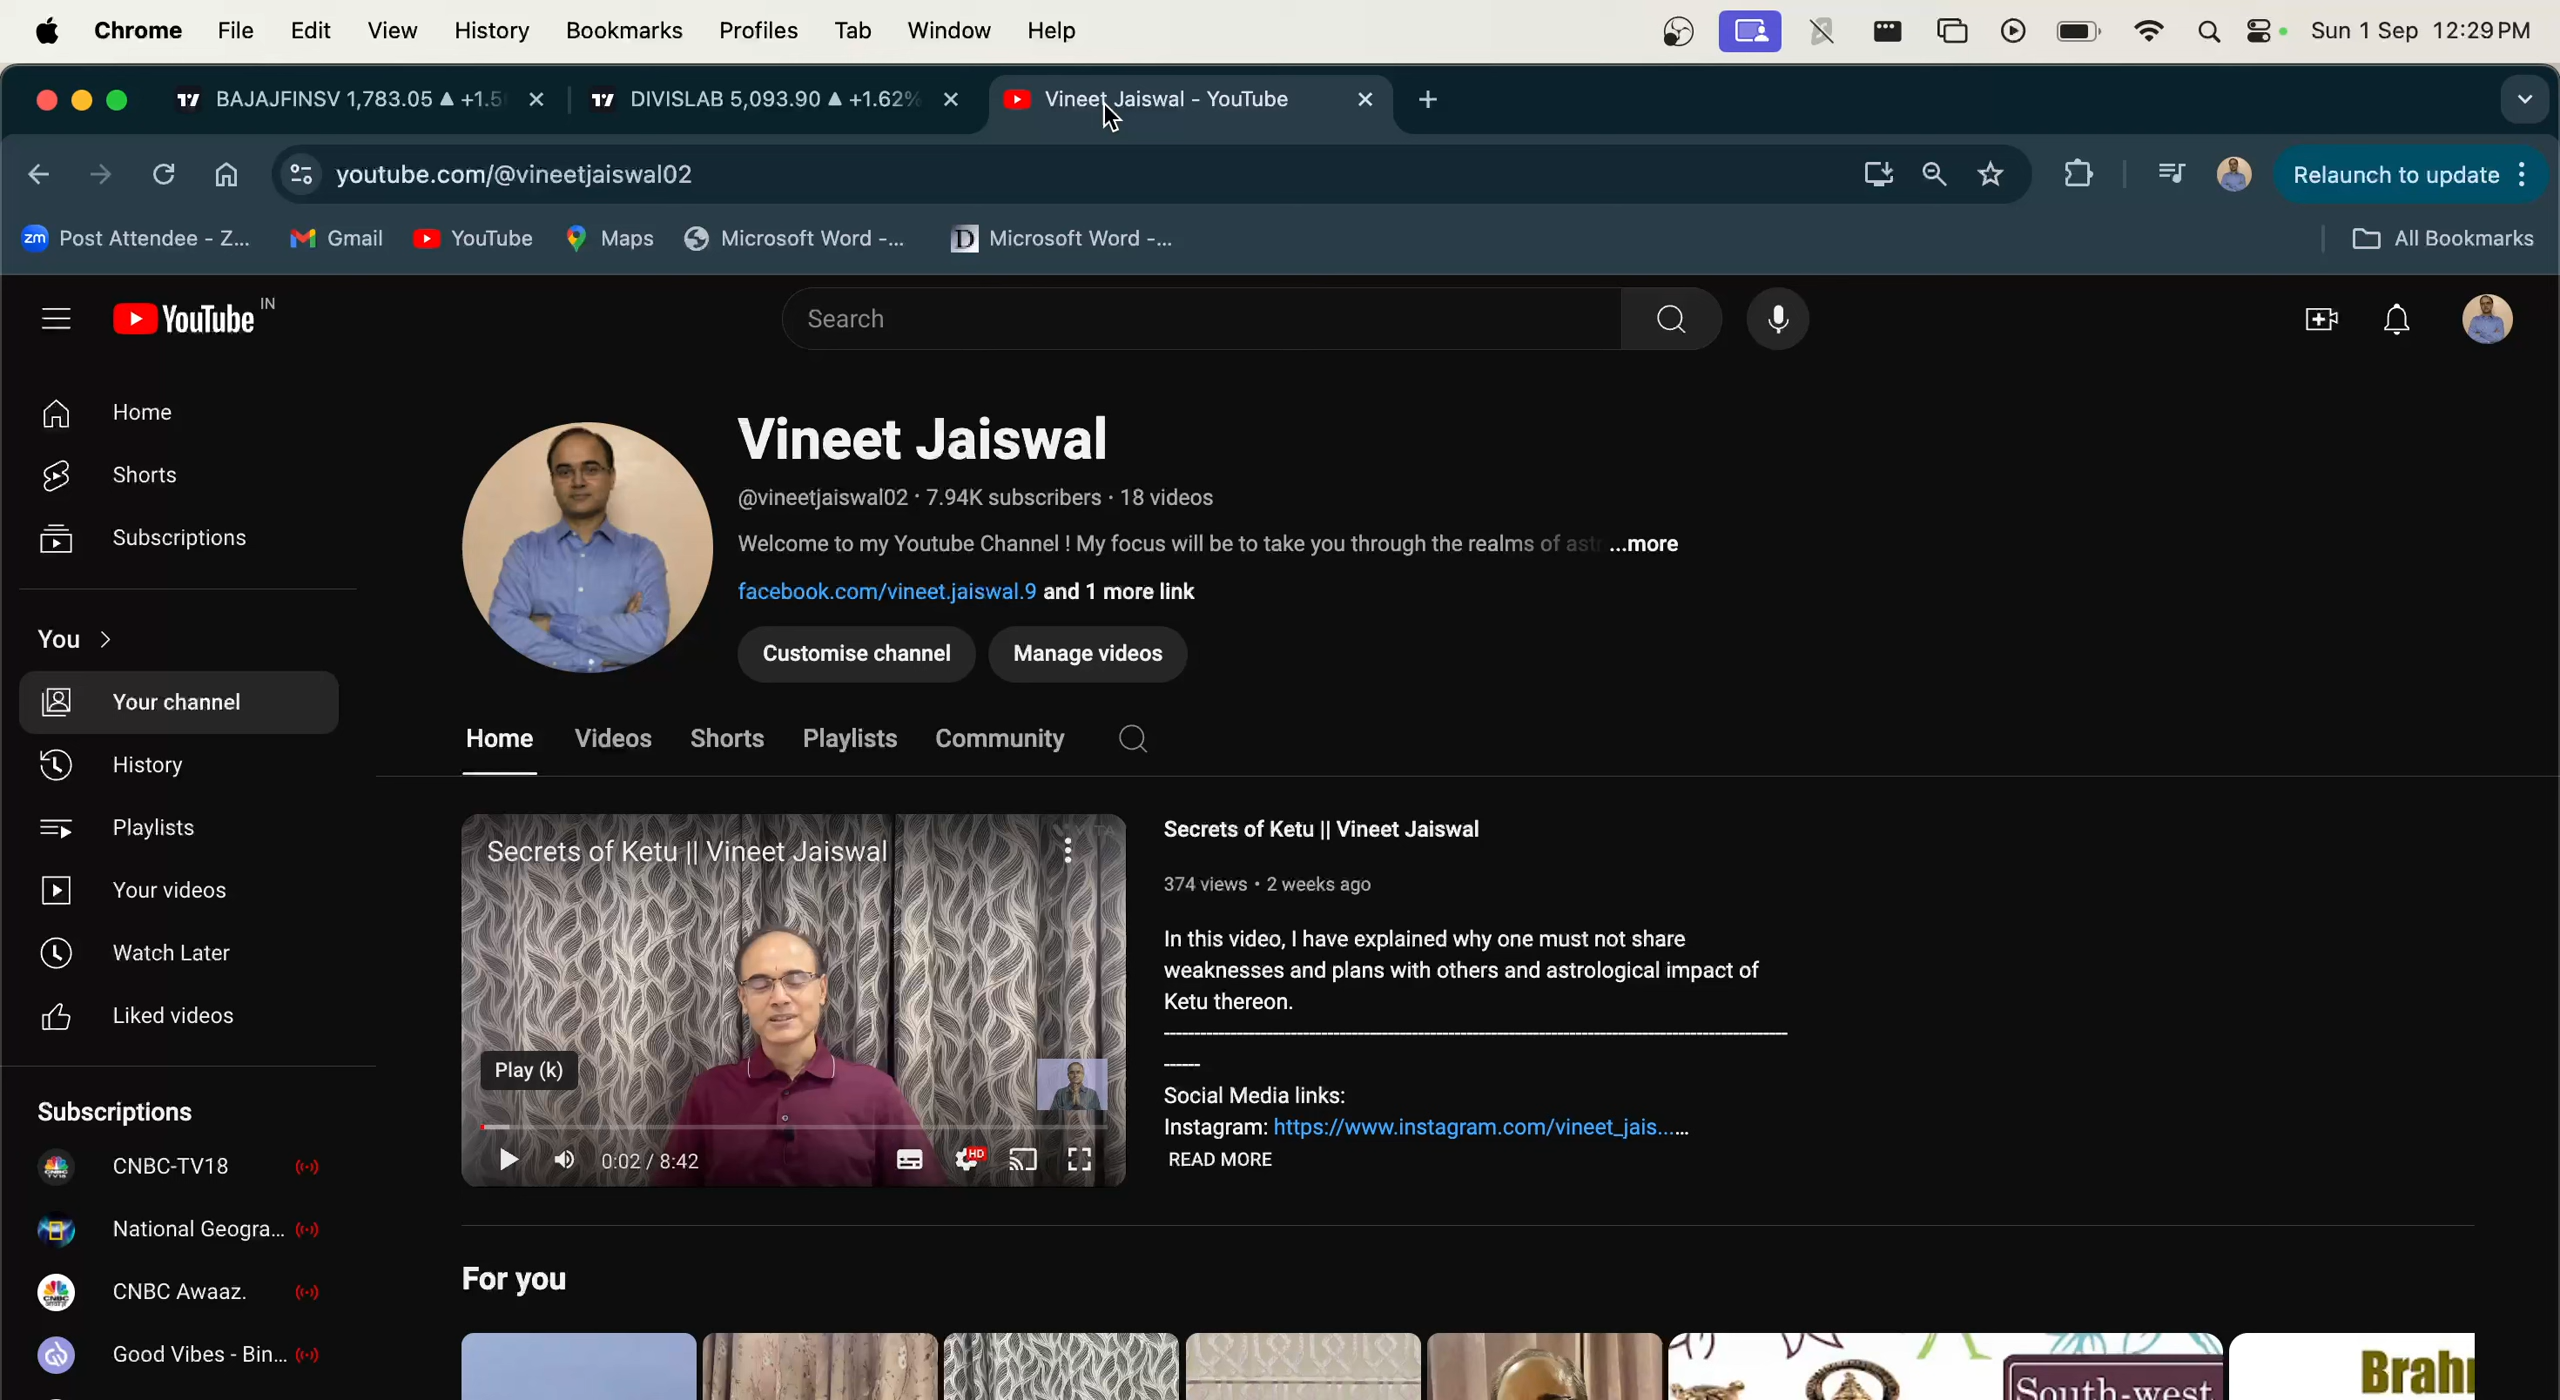 Chrome File Edit View History Bookmarks Profiles Tab Window Help Sun 1 Sep 12:29 PM
BAJAJFINSV 1,783.05 ▲ +1.5 DIVISLAB 5,093.90 ▲ +1.62% Vineet Jaiswal - YouTube
youtube.com/@vineetjaiswal02 Relaunch to update
zm Post Attendee - Z... Gmail YouTube Maps Microsoft Word -... D Microsoft Word -... All Bookmarks
YouTube IN Search
Home
Shorts
Subscriptions
You >
Your channel
History
Playlists
Your videos
Watch Later
Liked videos
Subscriptions
CNBC-TV18
National Geogra...
CNBC Awaaz.
Good Vibes - Bin...
Vineet Jaiswal
@vineetjaiswal02 · 7.94K subscribers · 18 videos
Welcome to my Youtube Channel ! My focus will be to take you through the realms of ast ...more
facebook.com/vineet.jaiswal.9 and 1 more link
Customise channel Manage videos
Home Videos Shorts Playlists Community
Secrets of Ketu || Vineet Jaiswal
Play (k)
0:02 / 8:42 HD
Secrets of Ketu || Vineet Jaiswal
374 views • 2 weeks ago
In this video, I have explained why one must not share
weaknesses and plans with others and astrological impact of
Ketu thereon.
Social Media links:
Instagram: https://www.instagram.com/vineet_jais......
READ MORE
For you
South-west